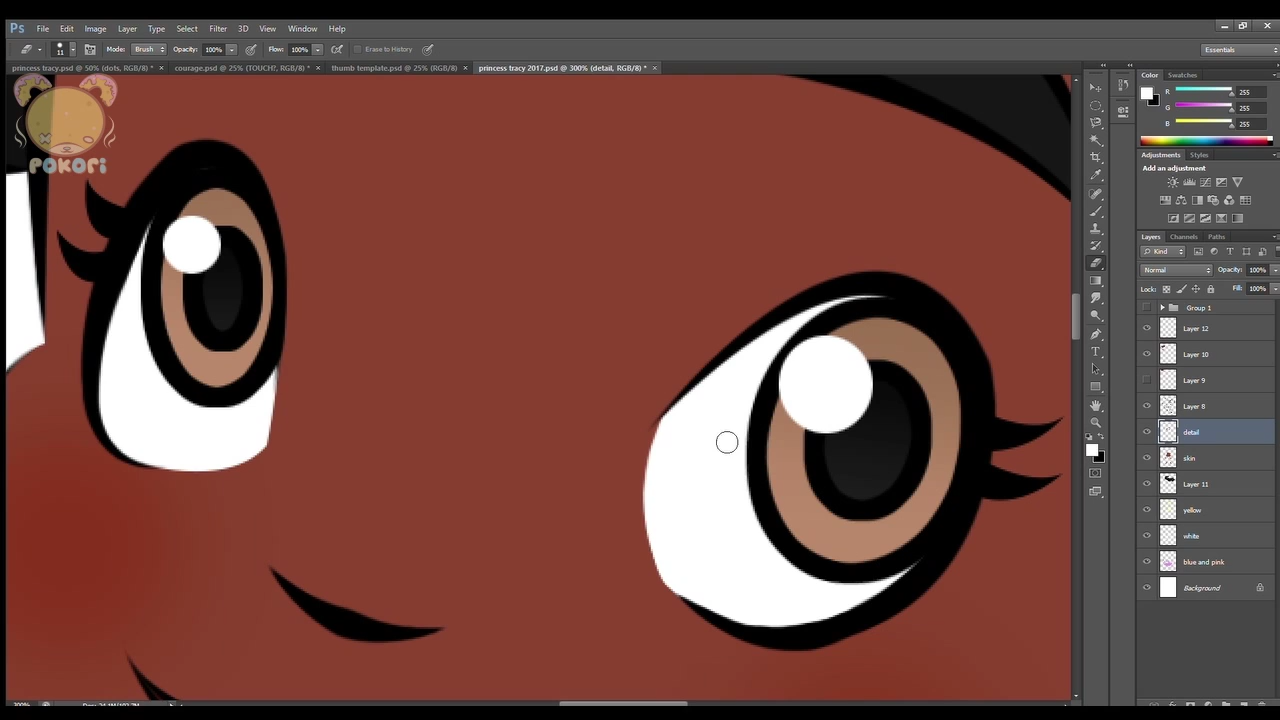 Ps File Edit Image Layer Type Select Filter 3D View Window Help
11 Mode: Brush Opacity: 100% Flow: 100% Erase to History Essentials
princess tracy.psd @ 50% (dots, RGB/8) * × courage.psd @ 25% (TOUCH?, RGB/8) * × thumb template.psd @ 25% (RGB/8) × princess tracy 2017.psd @ 300% (detail, RGB/8) * ×
POKORI
Color Swatches
R 255
G 255
B 255
Adjustments Styles
Add an adjustment
Layers Channels Paths
Kind
Normal Opacity: 100%
Lock: Fill: 100%
Group 1
Layer 12
Layer 10
Layer 9
Layer 8
detail
skin
Layer 11
yellow
white
blue and pink
Background